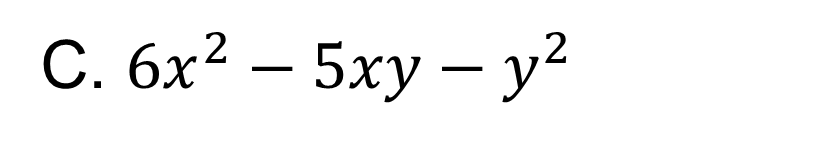 C. 6x² – 5xy – y²